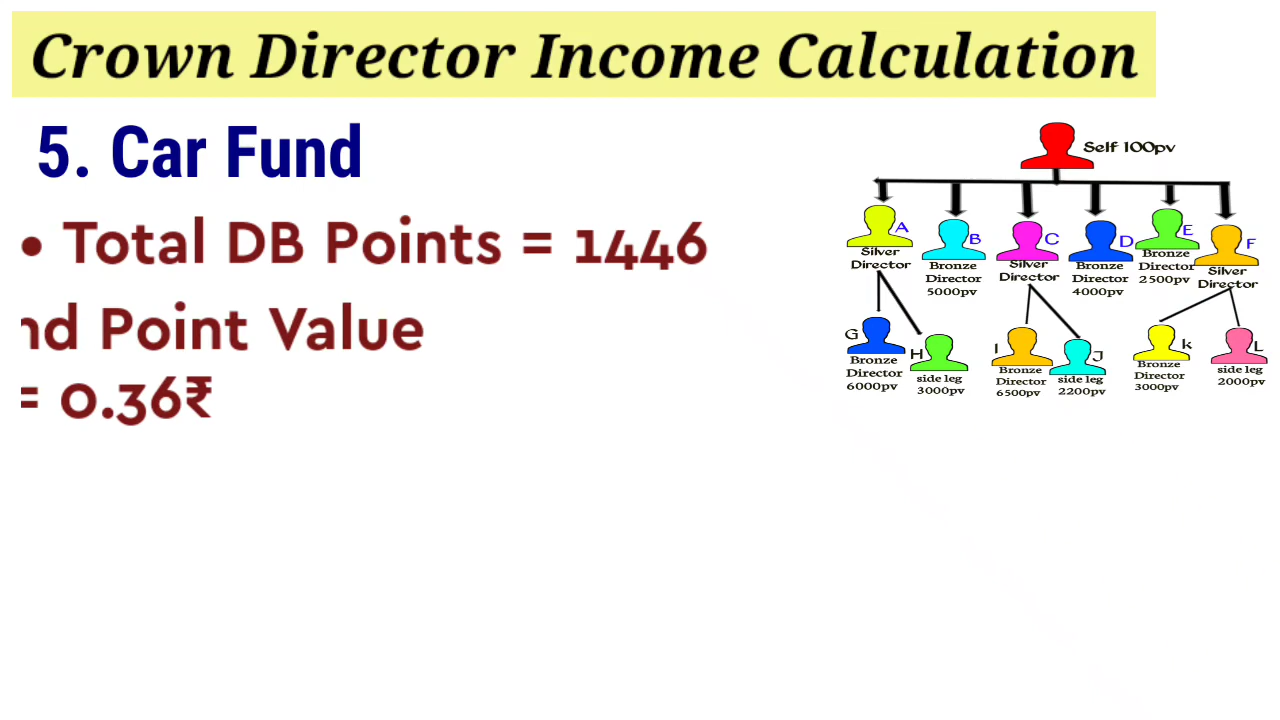 Crown Director Income Calculation
5. Car Fund
• Total DB Points = 1446
nd Point Value
= 0.36₹
Self 100pv
A
Silver
Director
B
Bronze
Director
5000pv
C
Silver
Director
D
Bronze
Director
4000pv
E
Bronze
Director
2500pv
F
Silver
Director
G
Bronze
Director
6000pv
H
side leg
3000pv
I
Bronze
Director
6500pv
J
side leg
2200pv
k
Bronze
Director
3000pv
L
side leg
2000pv